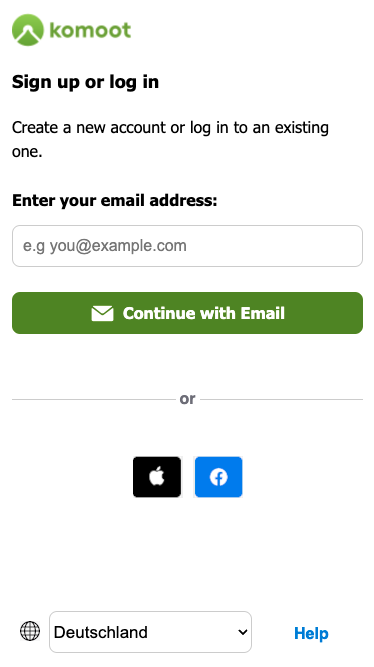 komoot
Sign up or log in
Create a new account or log in to an existing
one.
Enter your email address:
e.g you@example.com
Continue with Email
or
Deutschland
Help